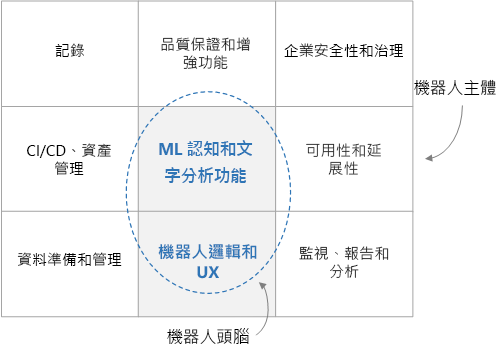 記錄
品質保證和增
強功能
企業安全性和治理
機器人主體
CI/CD、資產
管理
ML 認知和文
字分析功能
可用性和延
展性
資料準備和管理
機器人邏輯和
UX
監視、報告和
分析
機器人頭腦